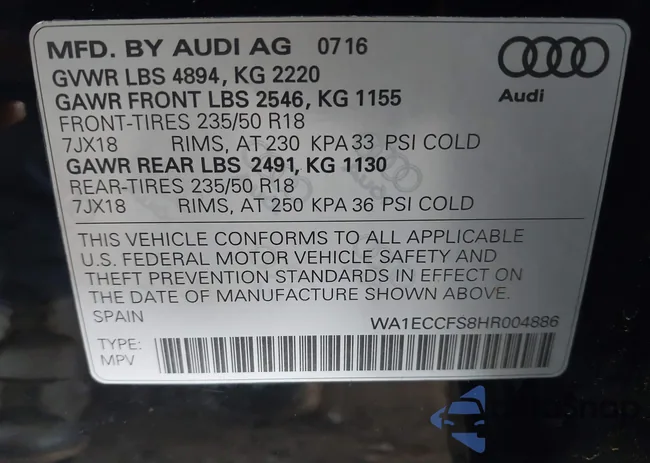 MFD. BY AUDI AG 0716
GVWR LBS 4894, KG 2220
GAWR FRONT LBS 2546, KG 1155
FRONT-TIRES 235/50 R18
7JX18 RIMS, AT 230 KPA 33 PSI COLD
GAWR REAR LBS 2491, KG 1130
REAR-TIRES 235/50 R18
7JX18 RIMS, AT 250 KPA 36 PSI COLD
Audi
THIS VEHICLE CONFORMS TO ALL APPLICABLE
U.S. FEDERAL MOTOR VEHICLE SAFETY AND
THEFT PREVENTION STANDARDS IN EFFECT ON
THE DATE OF MANUFACTURE SHOWN ABOVE.
SPAIN WA1ECCFS8HR004886
TYPE:
MPV